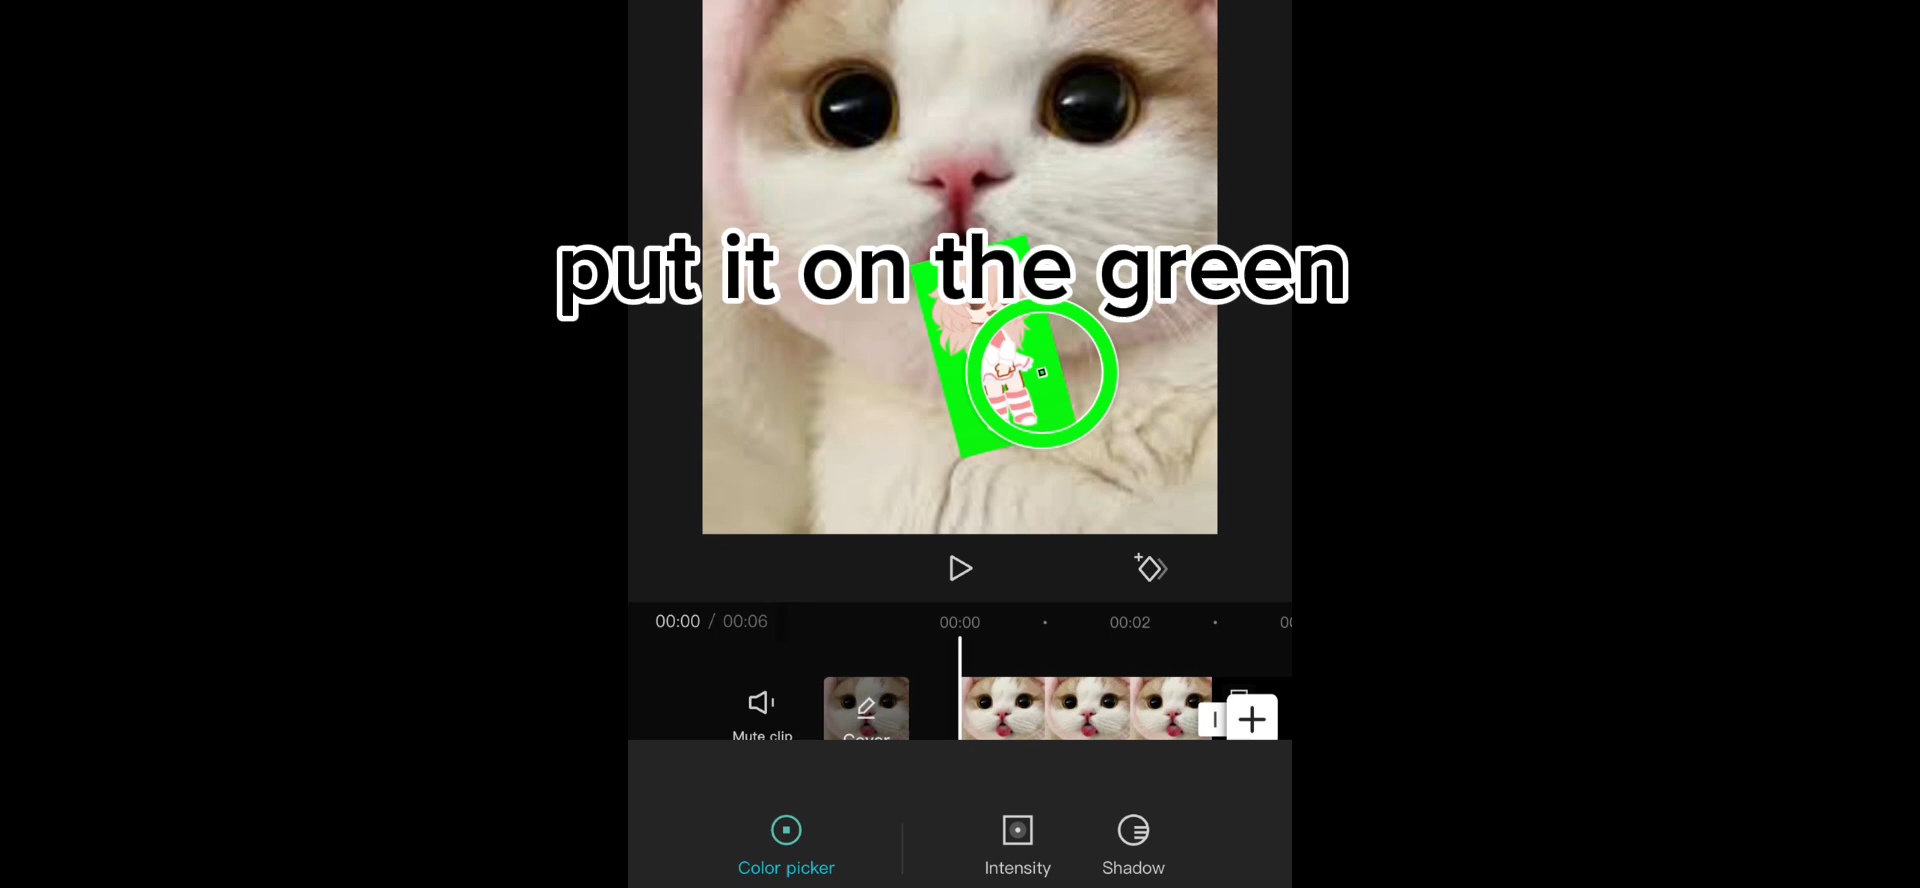 put it on the green
00:00 / 00:06
00:00
00:02
Mute clip
Cover
Color picker
Intensity
Shadow